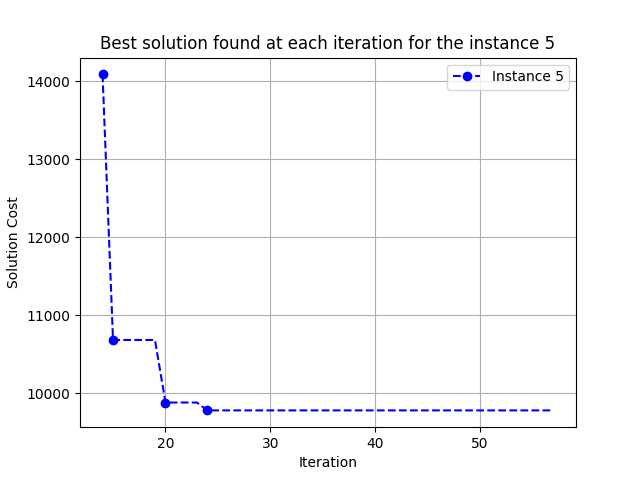 Best solution found at each iteration for the instance 5
Instance 5
14000
13000
12000
11000
10000
Solution Cost
20 30 40 50
Iteration